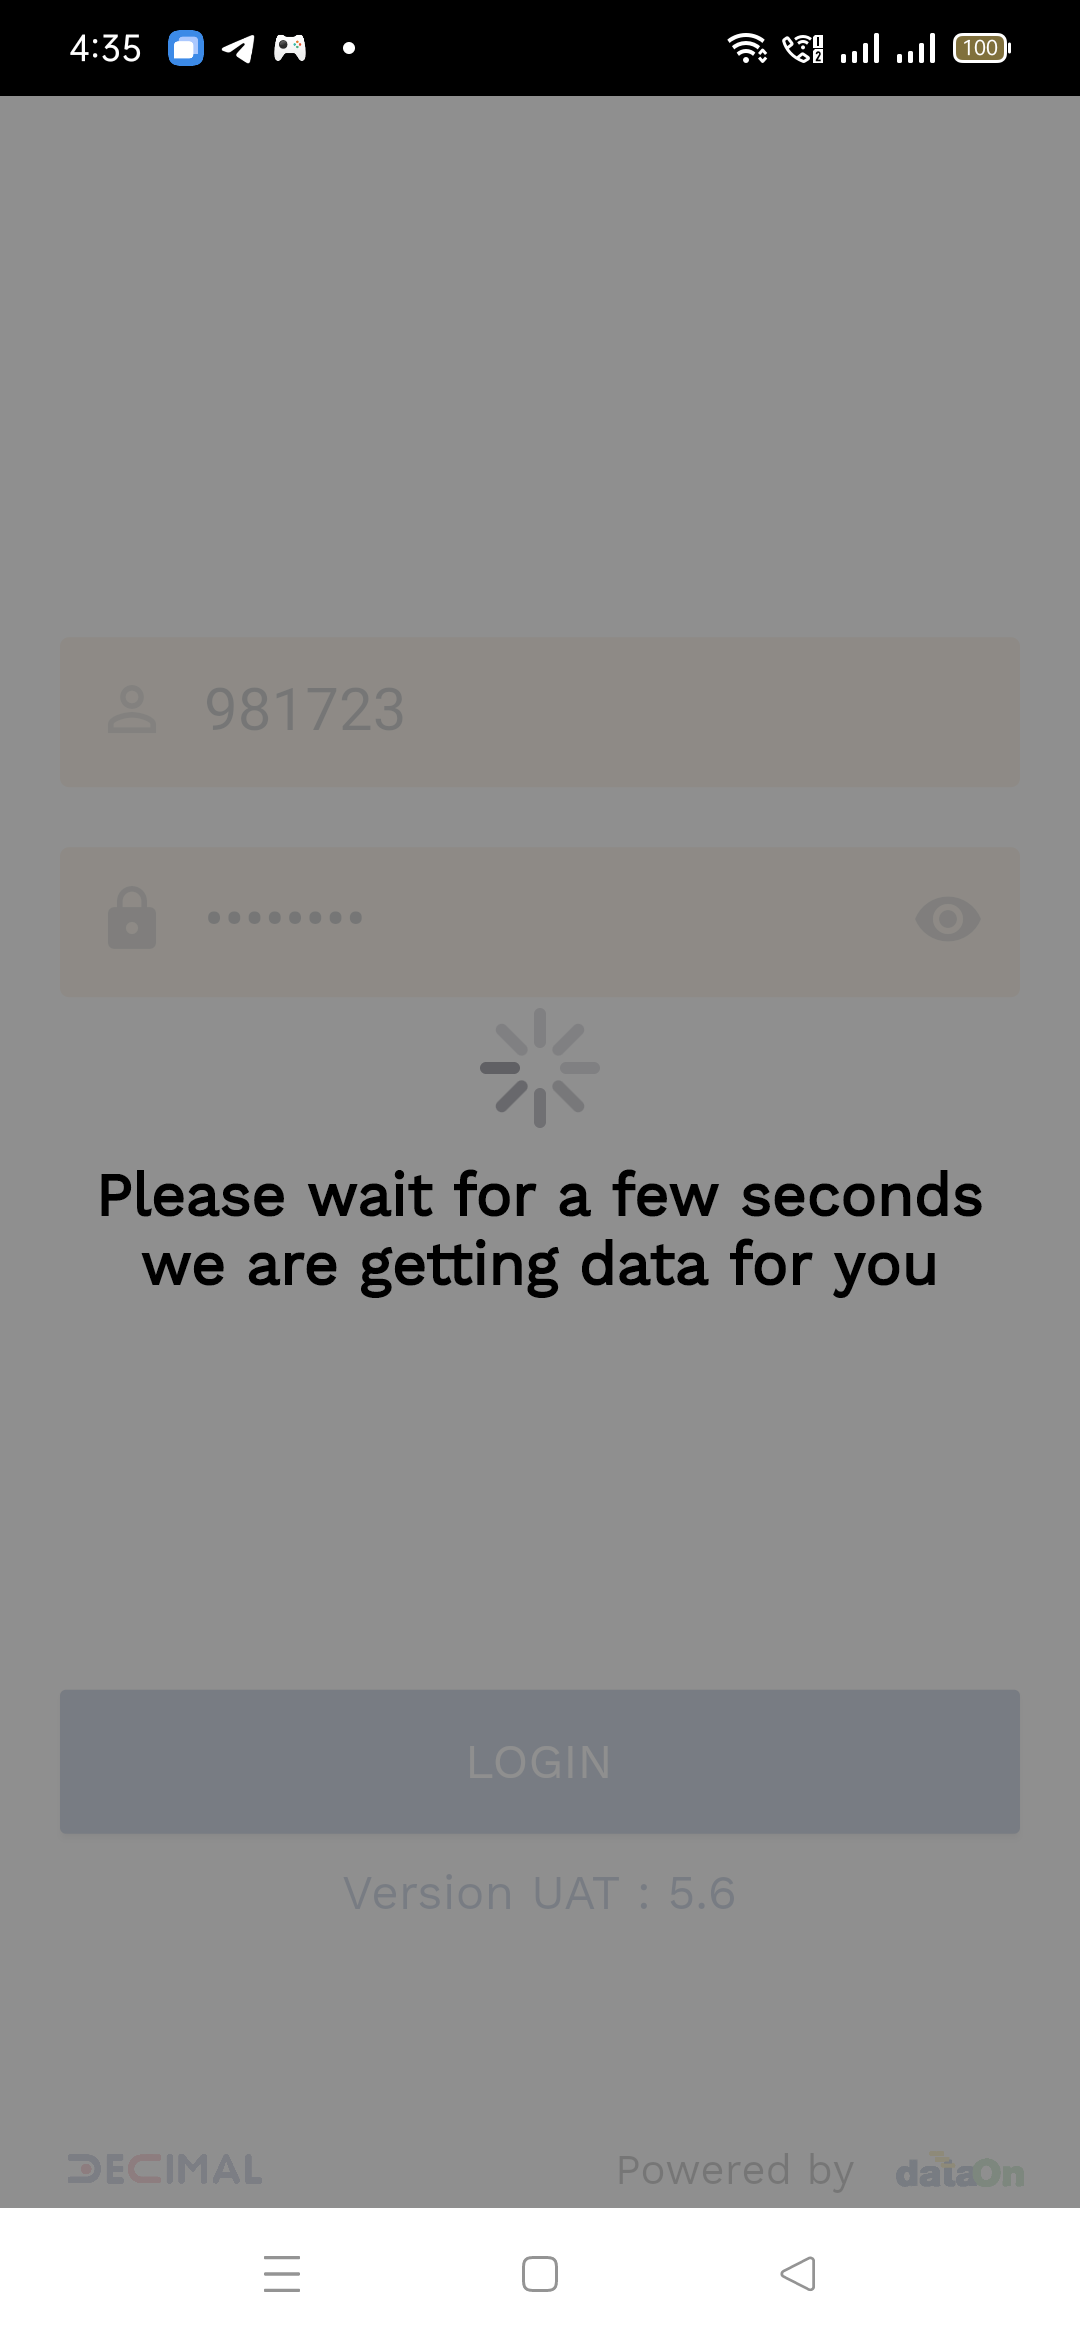 4:35
100
981723
••••••••
Please wait for a few seconds
we are getting data for you
LOGIN
Version UAT : 5.6
DECIMAL
Powered by dataOn